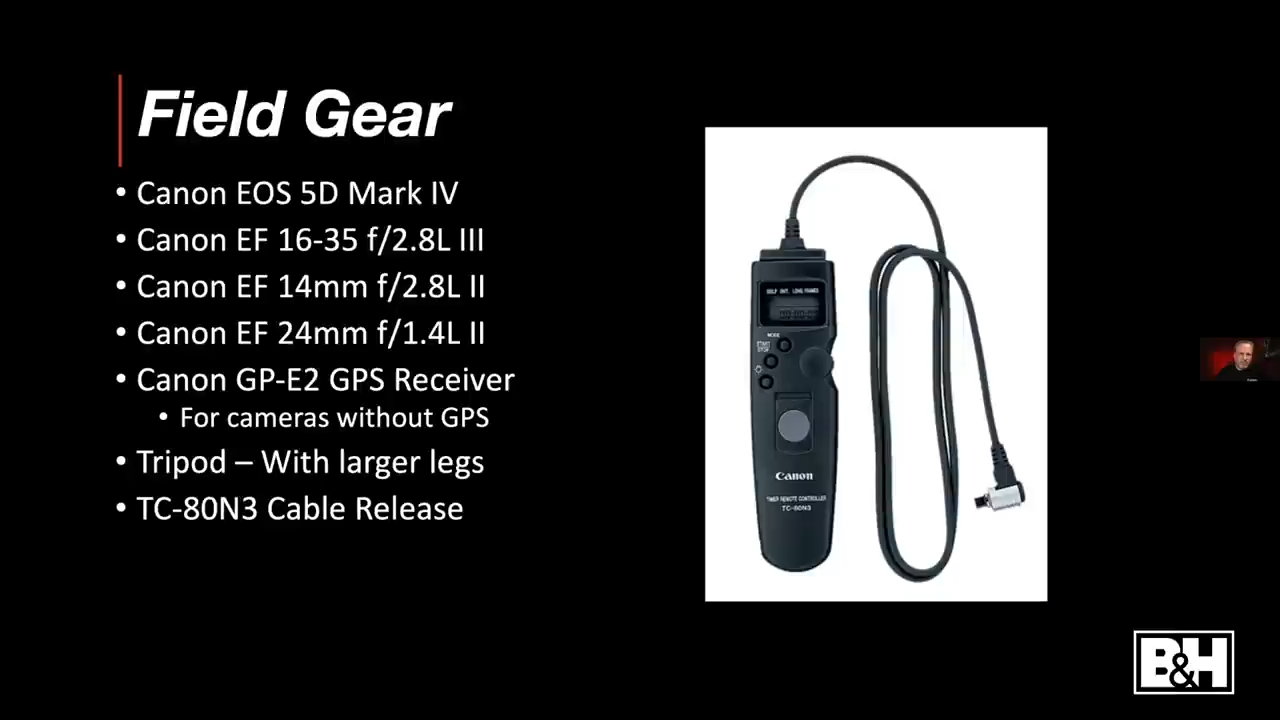 Field Gear
• Canon EOS 5D Mark IV
• Canon EF 16-35 f/2.8L III
• Canon EF 14mm f/2.8L II
• Canon EF 24mm f/1.4L II
• Canon GP-E2 GPS Receiver
• For cameras without GPS
• Tripod – With larger legs
• TC-80N3 Cable Release
SELF INT. LONG FRAMES
MODE
START
STOP
Canon
TIMER REMOTE CONTROLLER
TC-80N3
B&H